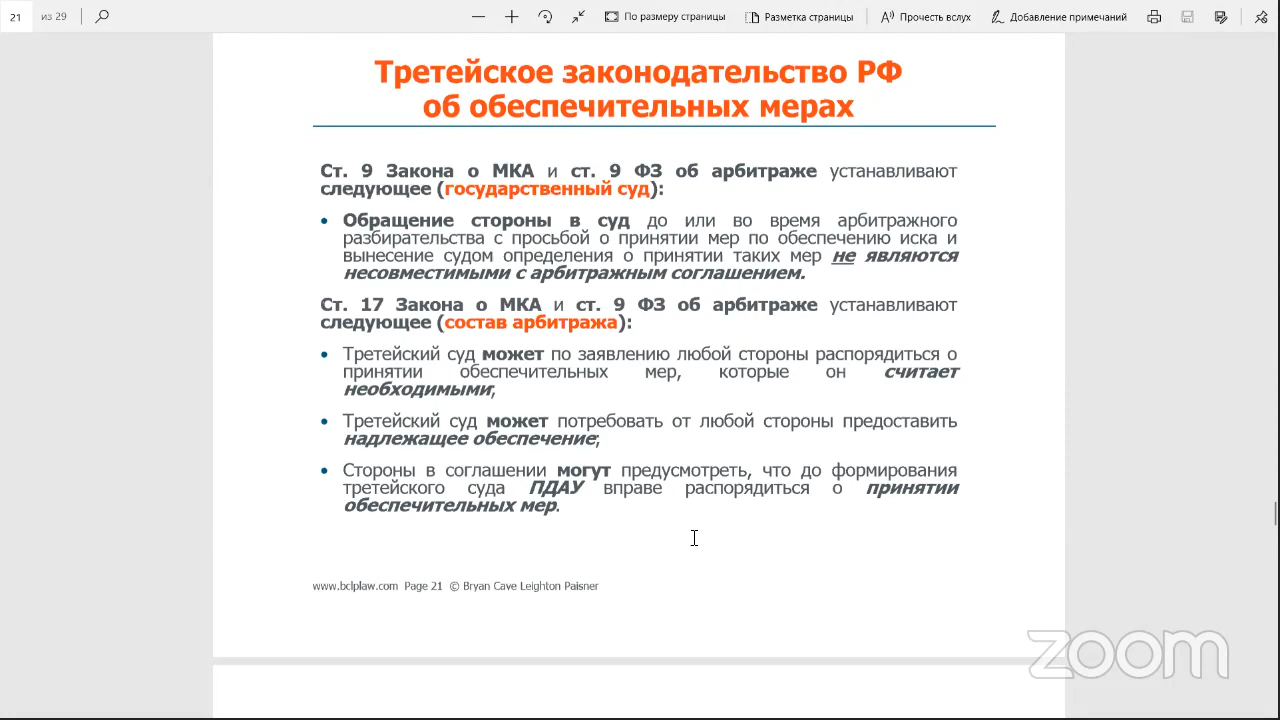 21 из 29 По размеру страницы Разметка страницы Прочесть вслух Добавление примечаний
Третейское законодательство РФ
об обеспечительных мерах
Ст. 9 Закона о МКА и ст. 9 ФЗ об арбитраже устанавливают
следующее (государственный суд):
• Обращение стороны в суд до или во время арбитражного
разбирательства с просьбой о принятии мер по обеспечению иска и
вынесение судом определения о принятии таких мер не являются
несовместимыми с арбитражным соглашением.
Ст. 17 Закона о МКА и ст. 9 ФЗ об арбитраже устанавливают
следующее (состав арбитража):
• Третейский суд может по заявлению любой стороны распорядиться о
принятии обеспечительных мер, которые он считает
необходимыми;
• Третейский суд может потребовать от любой стороны предоставить
надлежащее обеспечение;
• Стороны в соглашении могут предусмотреть, что до формирования
третейского суда ПДАУ вправе распорядиться о принятии
обеспечительных мер.
www.bclplaw.com Page 21 © Bryan Cave Leighton Paisner
zoom